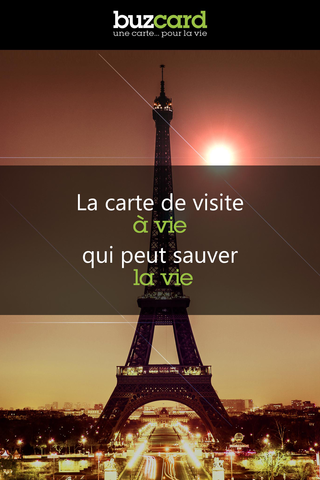 buzcard
une carte... pour la vie
La carte de visite
à vie
qui peut sauver
la vie